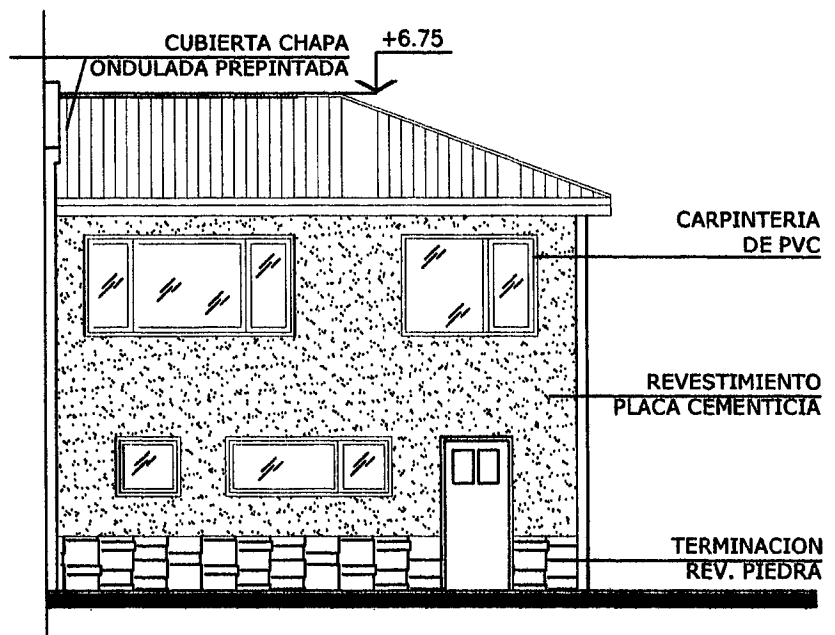 CUBIERTA CHAPA
ONDULADA PREPINTADA
+6.75
CARPINTERIA
DE PVC
REVESTIMIENTO
PLACA CEMENTICIA
TERMINACION
REV. PIEDRA